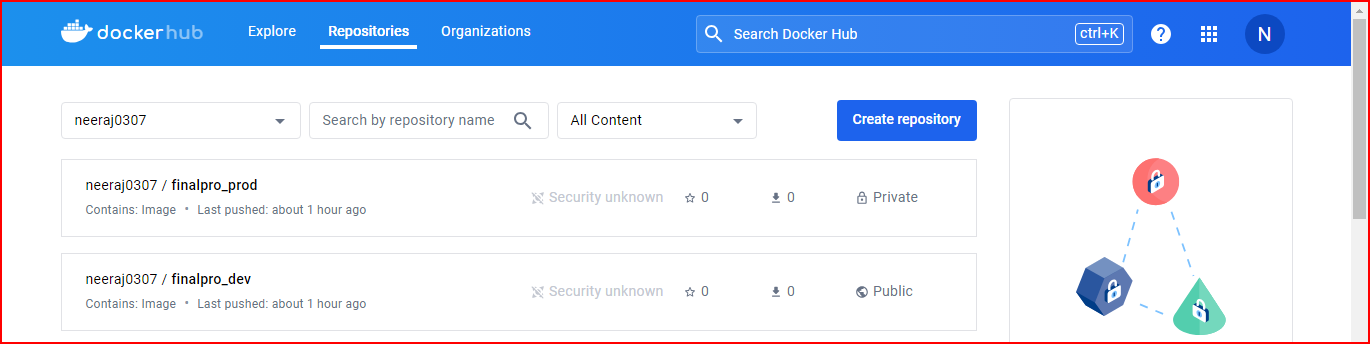 dockerhub Explore Repositories Organizations Search Docker Hub ctrl+K ? N
neeraj0307 Search by repository name All Content Create repository
neeraj0307 / finalpro_prod
Security unknown 0 0 Private
Contains: Image • Last pushed: about 1 hour ago
neeraj0307 / finalpro_dev
Security unknown 0 0 Public
Contains: Image • Last pushed: about 1 hour ago